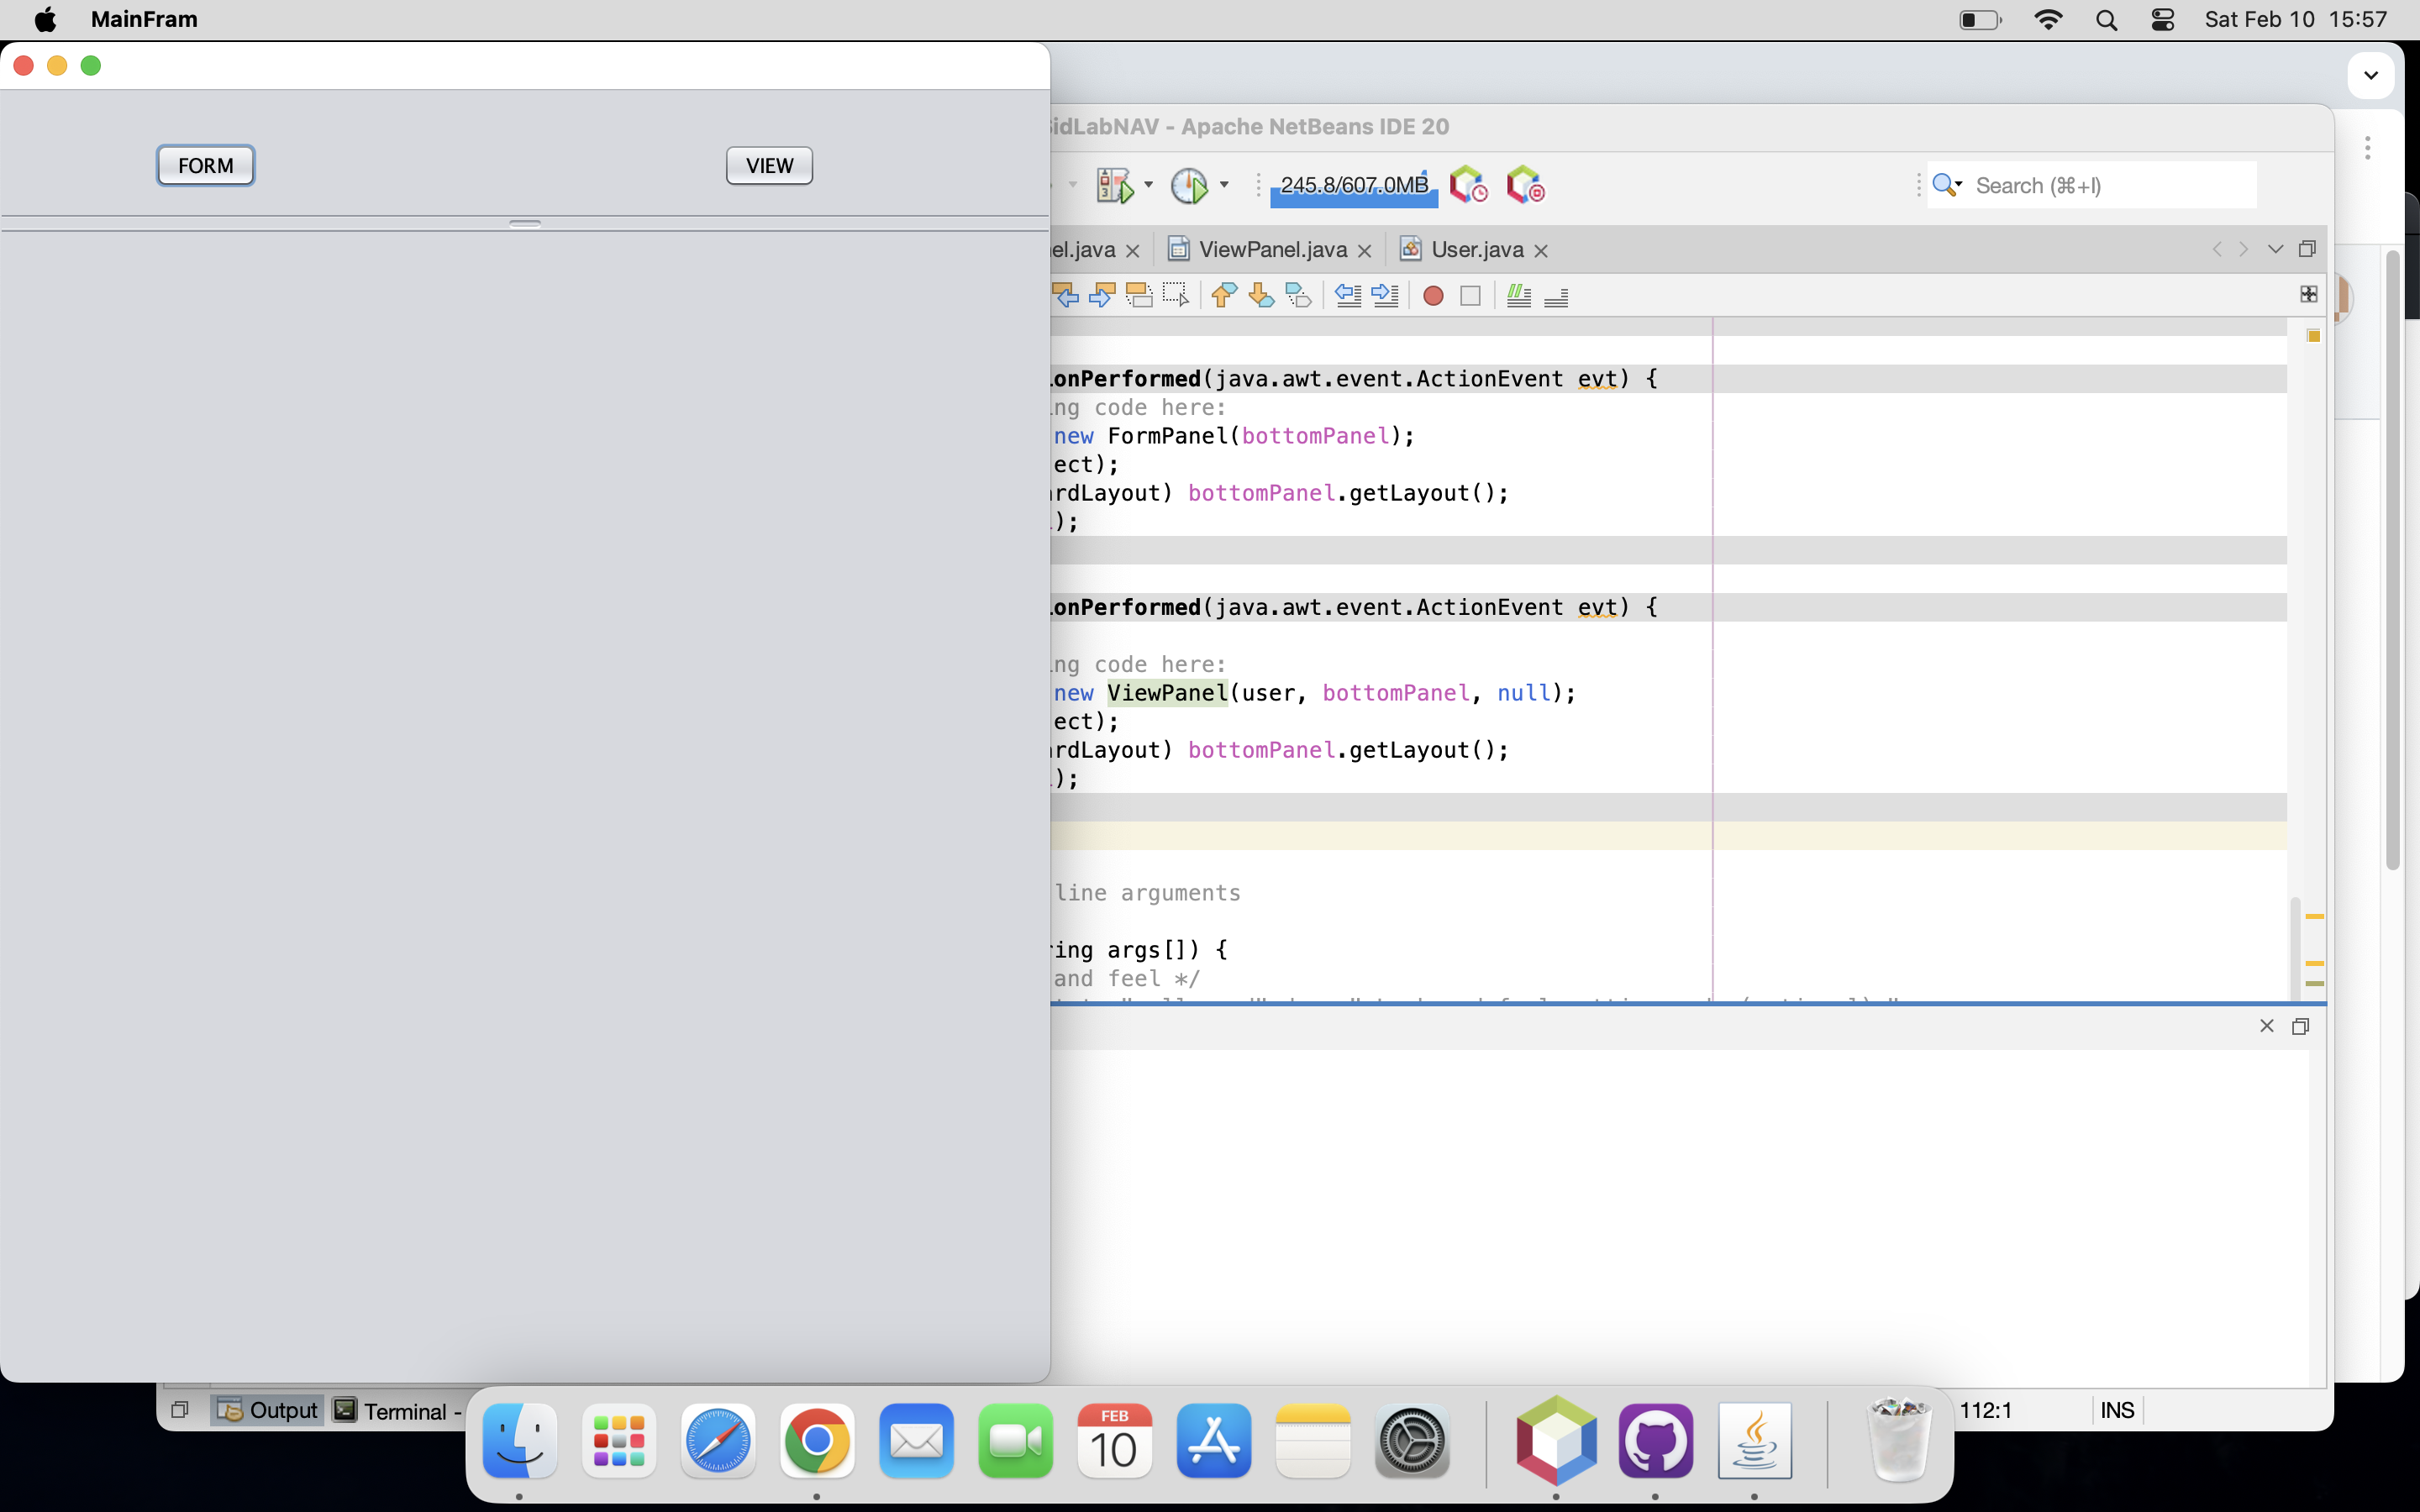 MainFram
Sat Feb 10 15:57
FORM
VIEW
idLabNAV - Apache NetBeans IDE 20
245.8/607.0MB
Search (⌘+I)
el.java
ViewPanel.java
User.java
onPerformed(java.awt.event.ActionEvent evt) {
ng code here:
new FormPanel(bottomPanel);
ect);
rdLayout) bottomPanel.getLayout();
);
onPerformed(java.awt.event.ActionEvent evt) {
ng code here:
new ViewPanel(user, bottomPanel, null);
ect);
rdLayout) bottomPanel.getLayout();
);
line arguments
ing args[]) {
and feel */
Output
Terminal -
FEB
10
112:1
INS